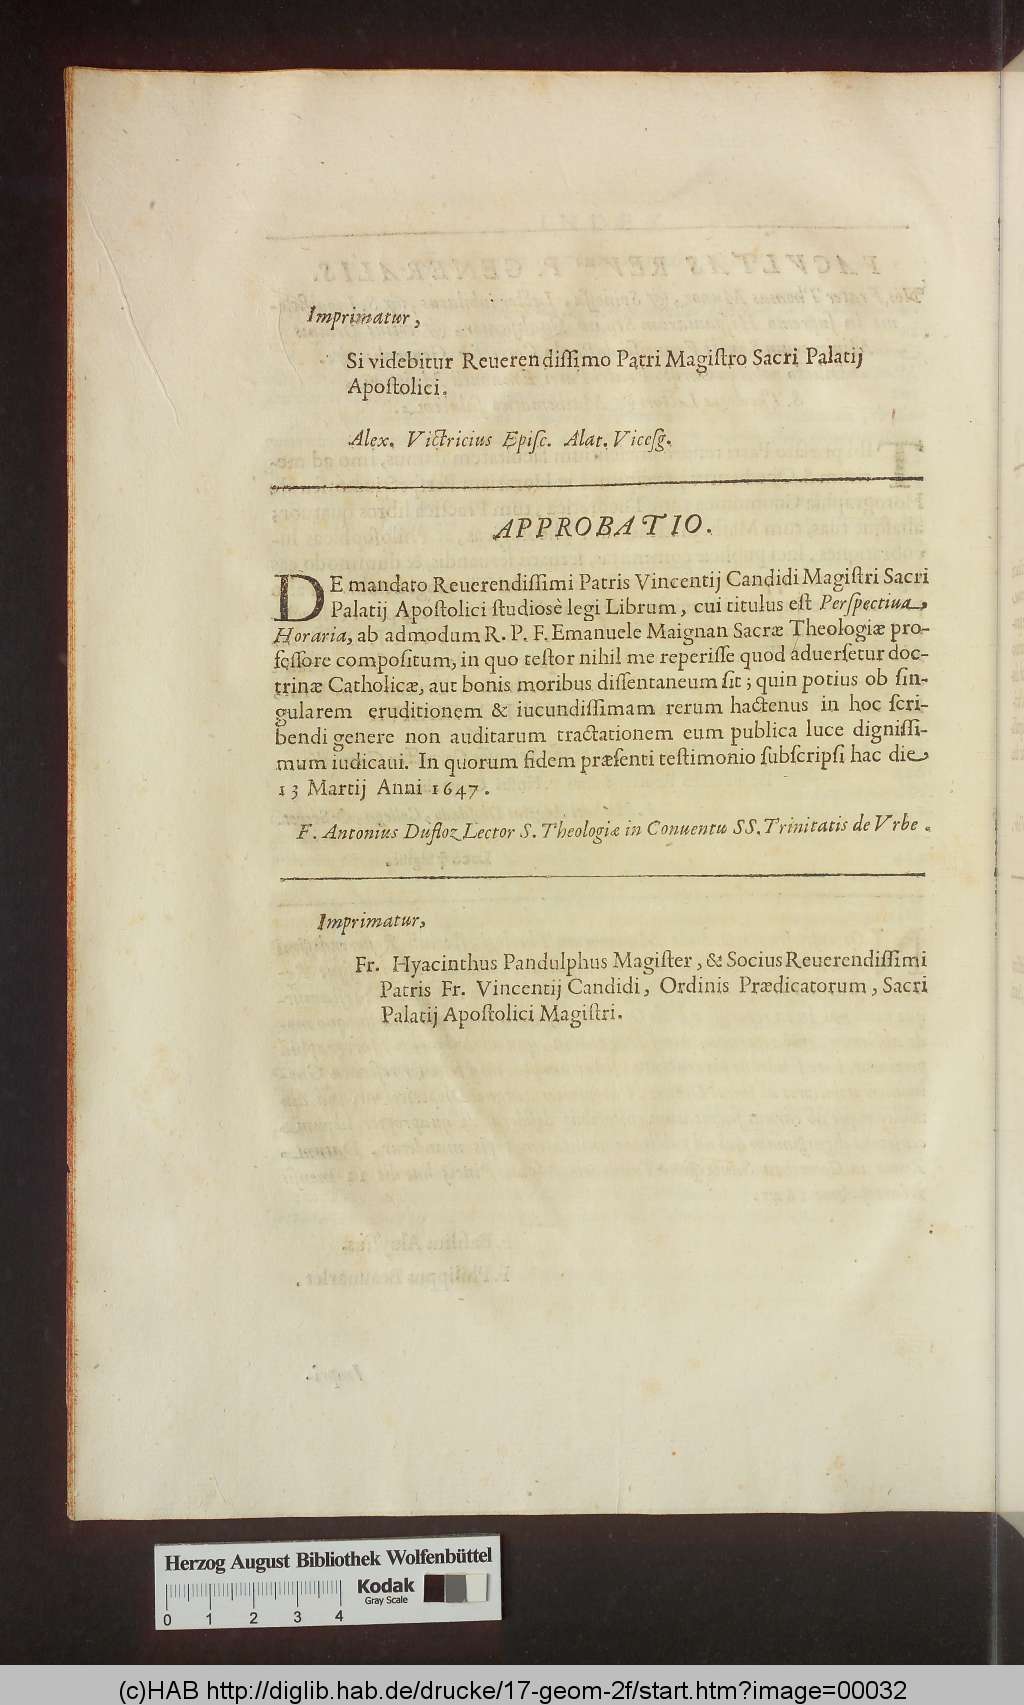 Imprimatur,
Si videbitur Reuerendiſſimo Patri Magiſtro Sacri Palatij
Apoſtolici.
Alex. Victricius Epiſc. Alat. Viceſg.
APPROBATIO.
DE mandato Reuerendiſſimi Patris Vincentij Candidi Magiſtri Sacri
Palatij Apoſtolici ſtudiosè legi Librum, cui titulus eſt Perſpectiua
Horaria, ab admodum R. P. F. Emanuele Maignan Sacræ Theologiæ pro-
feſſore compoſitum, in quo teſtor nihil me reperiſſe quod aduerſetur doc-
trinæ Catholicæ, aut bonis moribus diſſentaneum ſit; quin potius ob ſin-
gularem eruditionem & iucundiſſimam rerum hactenus in hoc ſcri-
bendi genere non auditarum tractationem eum publica luce digniſſi-
mum iudicaui. In quorum fidem præſenti teſtimonio ſubſcripſi hac die
13 Martij Anni 1647.
F. Antonius Dufloz Lector S. Theologiæ in Conuentu SS. Trinitatis de Vrbe.
Imprimatur,
Fr. Hyacinthus Pandulphus Magiſter, & Socius Reuerendiſſimi
Patris Fr. Vincentij Candidi, Ordinis Prædicatorum, Sacri
Palatij Apoſtolici Magiſtri.
Herzog August Bibliothek Wolfenbüttel
Kodak
Gray Scale
0 1 2 3 4
(c)HAB http://diglib.hab.de/drucke/17-geom-2f/start.htm?image=00032